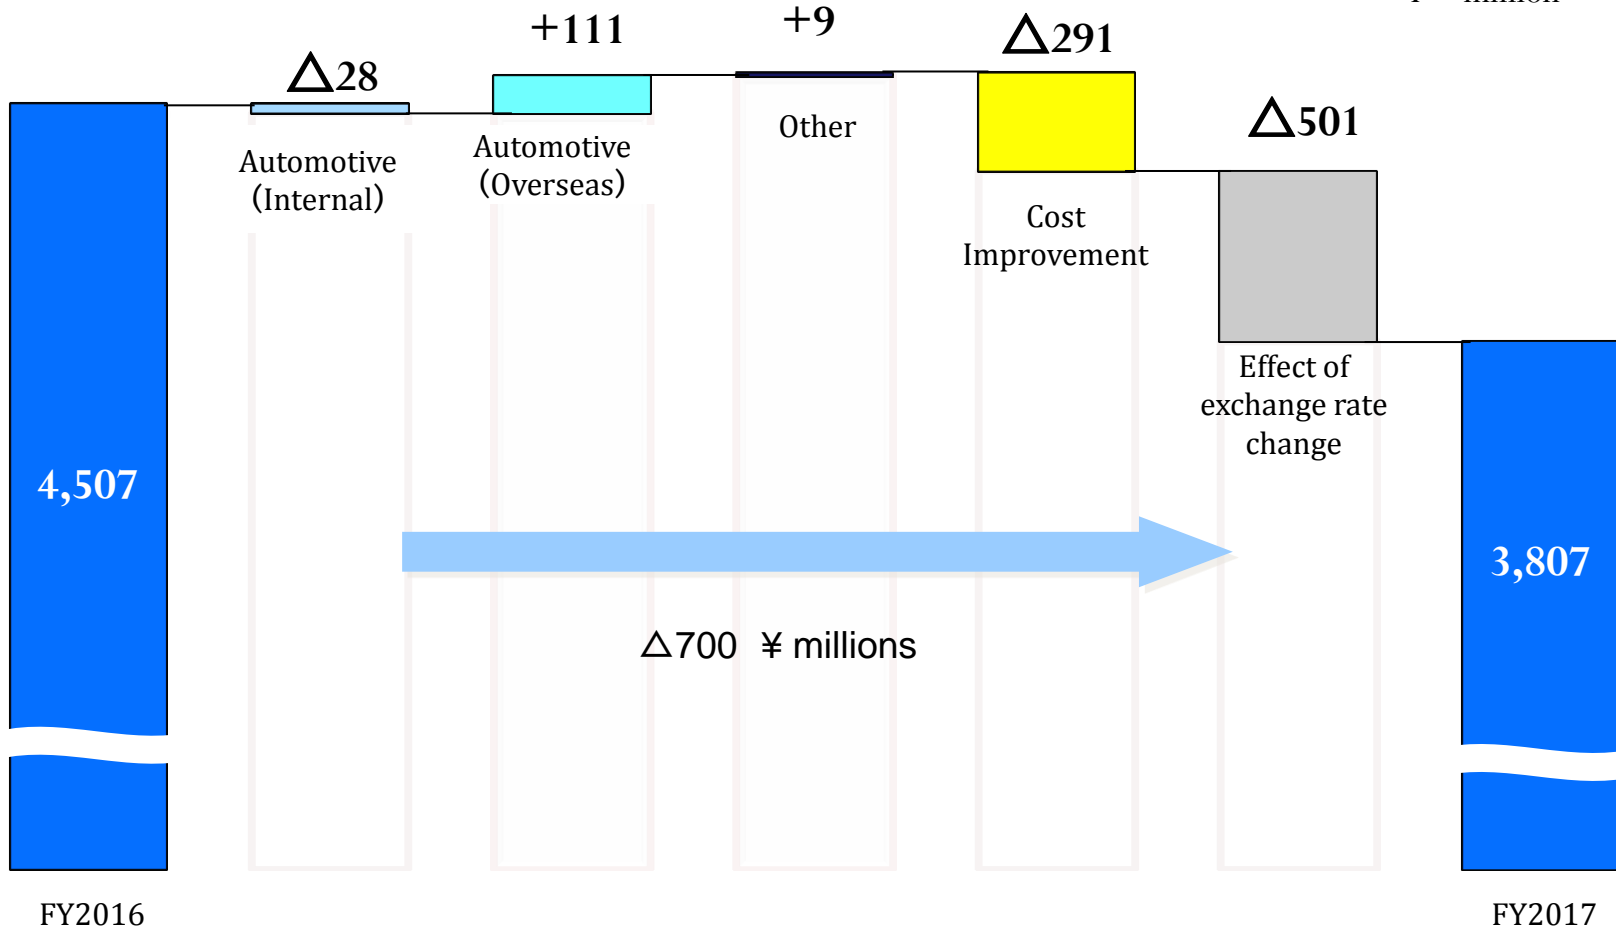 million
△28
+111
+9
△291
△501
Automotive
(Internal)
Automotive
(Overseas)
Other
Cost
Improvement
Effect of
exchange rate
change
4,507
3,807
△700 ¥ millions
FY2016
FY2017